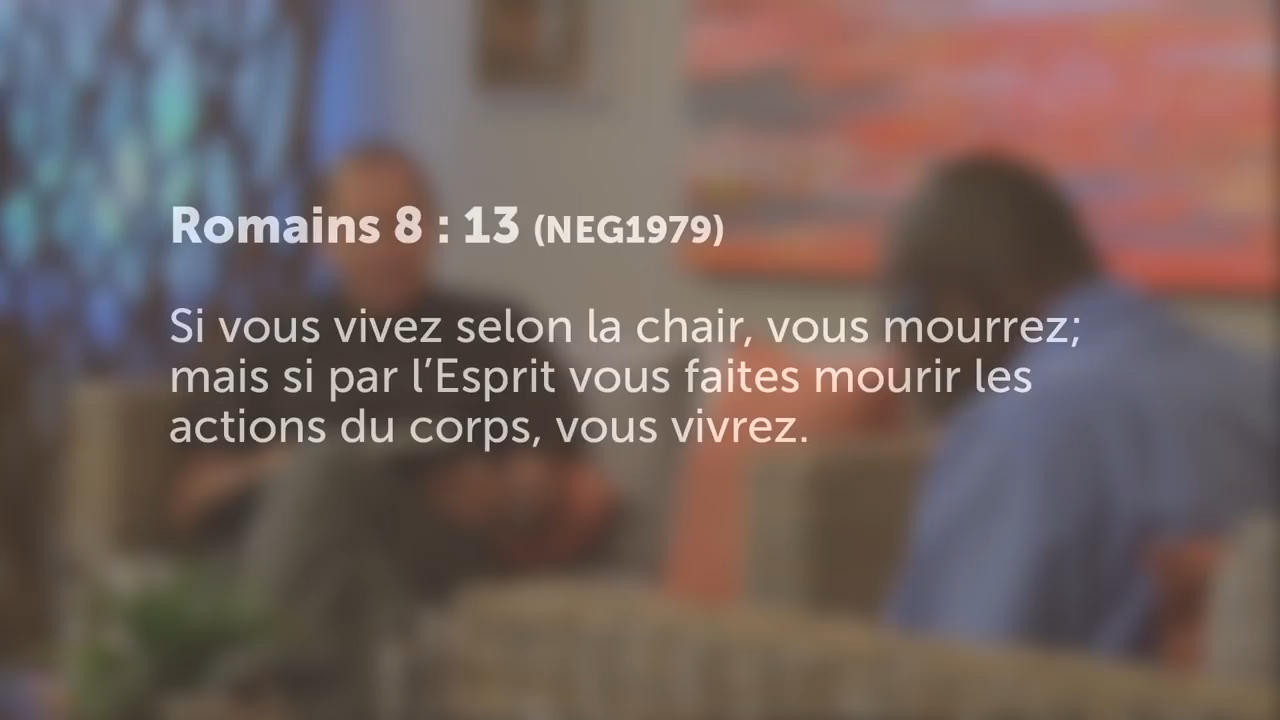 Romains 8 : 13 (NEG1979)
Si vous vivez selon la chair, vous mourrez;
mais si par l’Esprit vous faites mourir les
actions du corps, vous vivrez.